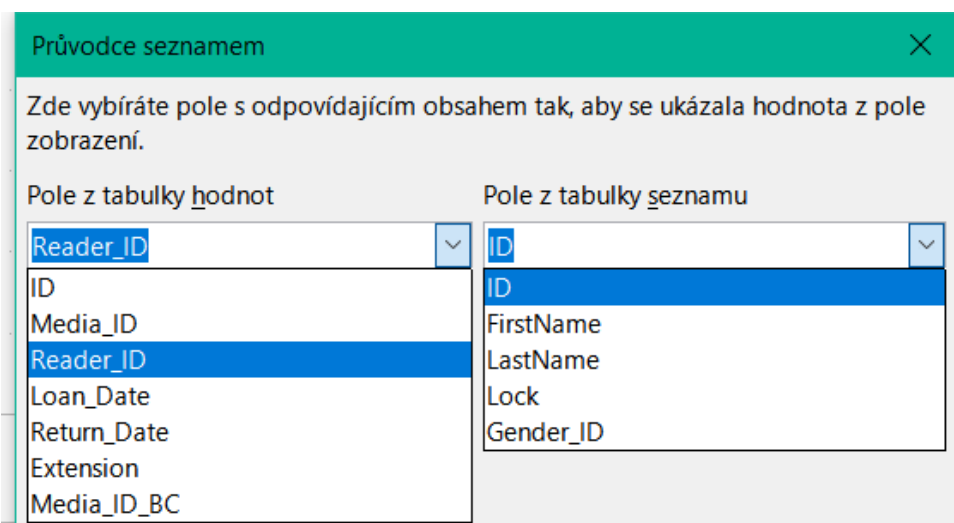 Průvodce seznamem
Zde vybíráte pole s odpovídajícím obsahem tak, aby se ukázala hodnota z pole
zobrazení.
Pole z tabulky hodnot
Reader_ID
ID
Media_ID
Reader_ID
Loan_Date
Return_Date
Extension
Media_ID_BC
Pole z tabulky seznamu
ID
ID
FirstName
LastName
Lock
Gender_ID